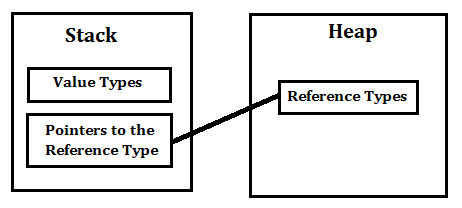 Stack
Value Types
Pointers to the
Reference Type
Heap
Reference Types